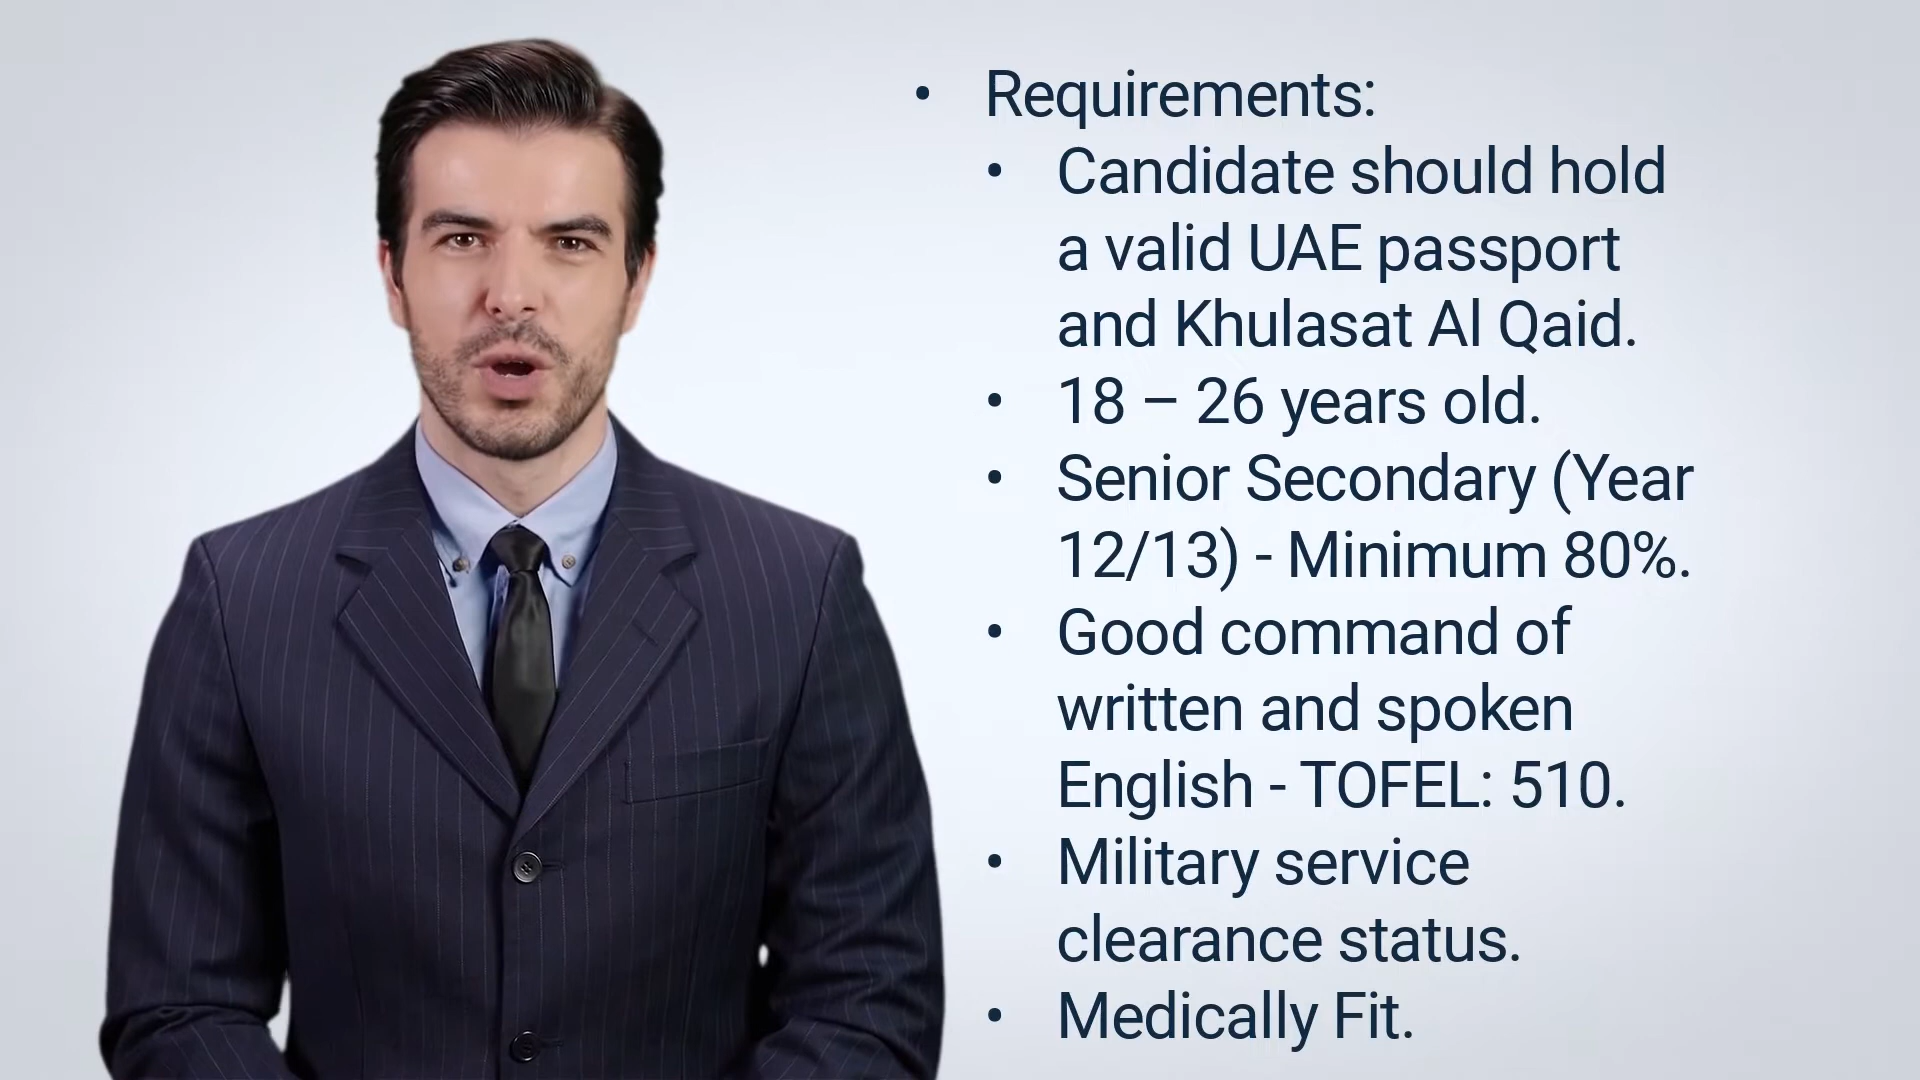 • Requirements:
• Candidate should hold
a valid UAE passport
and Khulasat Al Qaid.
• 18 – 26 years old.
• Senior Secondary (Year
12/13) - Minimum 80%.
• Good command of
written and spoken
English - TOFEL: 510.
• Military service
clearance status.
• Medically Fit.